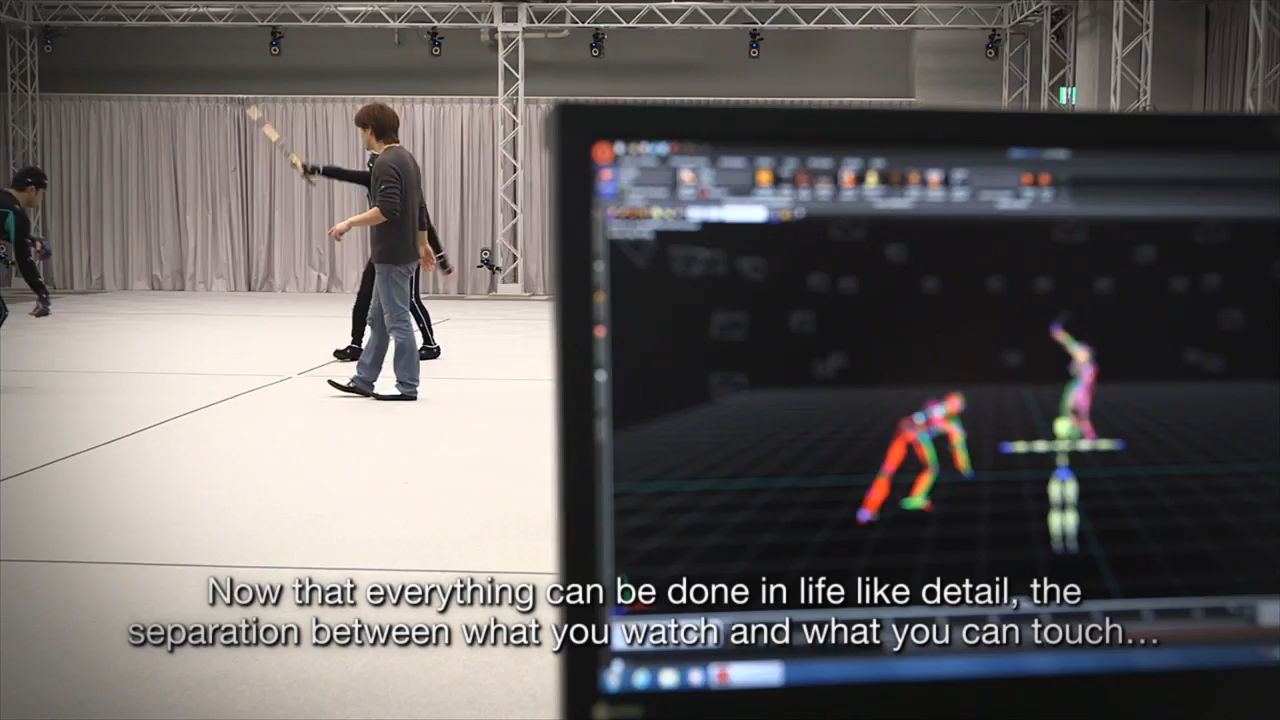 Now that everything can be done in life like detail, the
separation between what you watch and what you can touch…